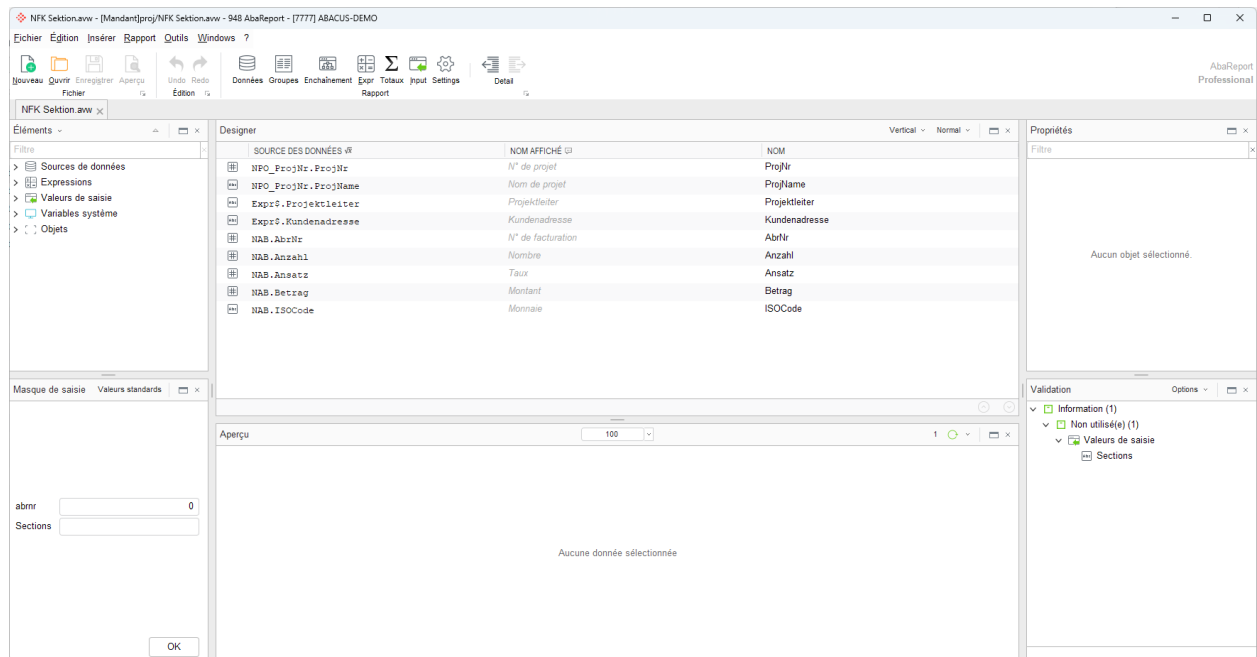 NFK Sektion.avw - [Mandant]proj/NFK Sektion.avw - 948 AbaReport - [7777] ABACUS-DEMO
Fichier Édition Insérer Rapport Outils Windows ?
Nouveau Ouvrir Enregistrer Aperçu Undo Redo Données Groupes Enchaînement Expr Totaux Input Settings Detail
Fichier Édition Rapport
AbaReport
Professional
NFK Sektion.avw
Éléments
Filtre
Sources de données
Expressions
Valeurs de saisie
Variables système
Objets
Masque de saisie Valeurs standards
abrnr 0
Sections
OK
Designer Vertical Normal
SOURCE DES DONNÉES NOM AFFICHÉ NOM
NPO_ProjNr.ProjNr N° de projet ProjNr
NPO_ProjNr.ProjName Nom de projet ProjName
Expr$.Projektleiter Projektleiter Projektleiter
Expr$.Kundenadresse Kundenadresse Kundenadresse
NAB.AbrNr N° de facturation AbrNr
NAB.Anzahl Nombre Anzahl
NAB.Ansatz Taux Ansatz
NAB.Betrag Montant Betrag
NAB.ISOCode Monnaie ISOCode
Aperçu 100 1
Aucune donnée sélectionnée
Propriétés
Filtre
Aucun objet sélectionné.
Validation Options
Information (1)
Non utilisé(e) (1)
Valeurs de saisie
Sections